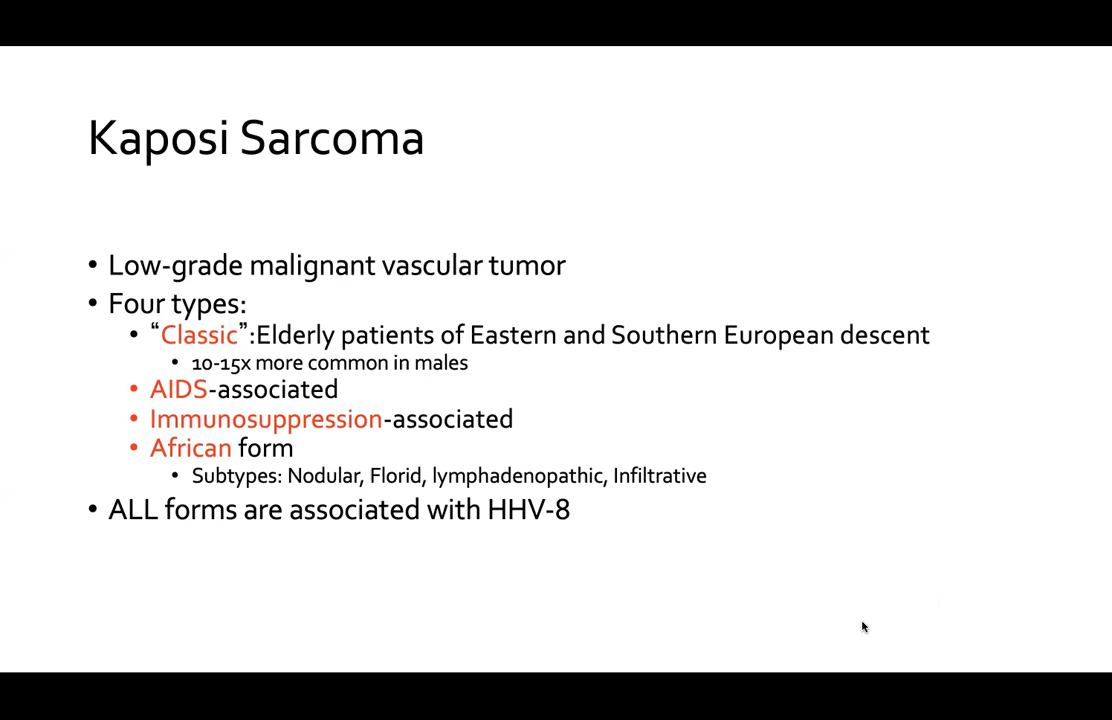 Kaposi Sarcoma
• Low-grade malignant vascular tumor
• Four types:
• “Classic”:Elderly patients of Eastern and Southern European descent
• 10-15x more common in males
• AIDS-associated
• Immunosuppression-associated
• African form
• Subtypes: Nodular, Florid, lymphadenopathic, Infiltrative
• ALL forms are associated with HHV-8